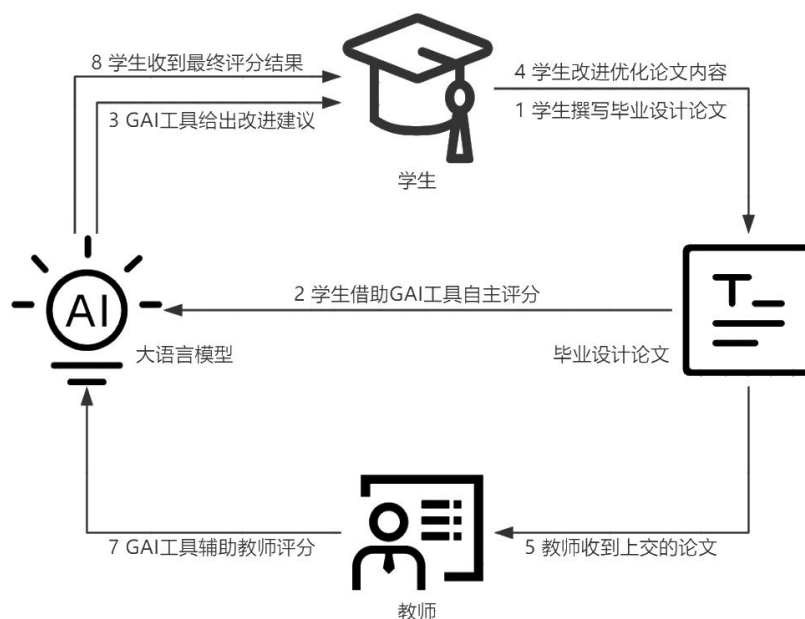 8 学生收到最终评分结果
4 学生改进优化论文内容
3 GAI工具给出改进建议
1 学生撰写毕业设计论文
学生
AI
2 学生借助GAI工具自主评分
T
大语言模型
毕业设计论文
7 GAI工具辅助教师评分
5 教师收到上交的论文
教师